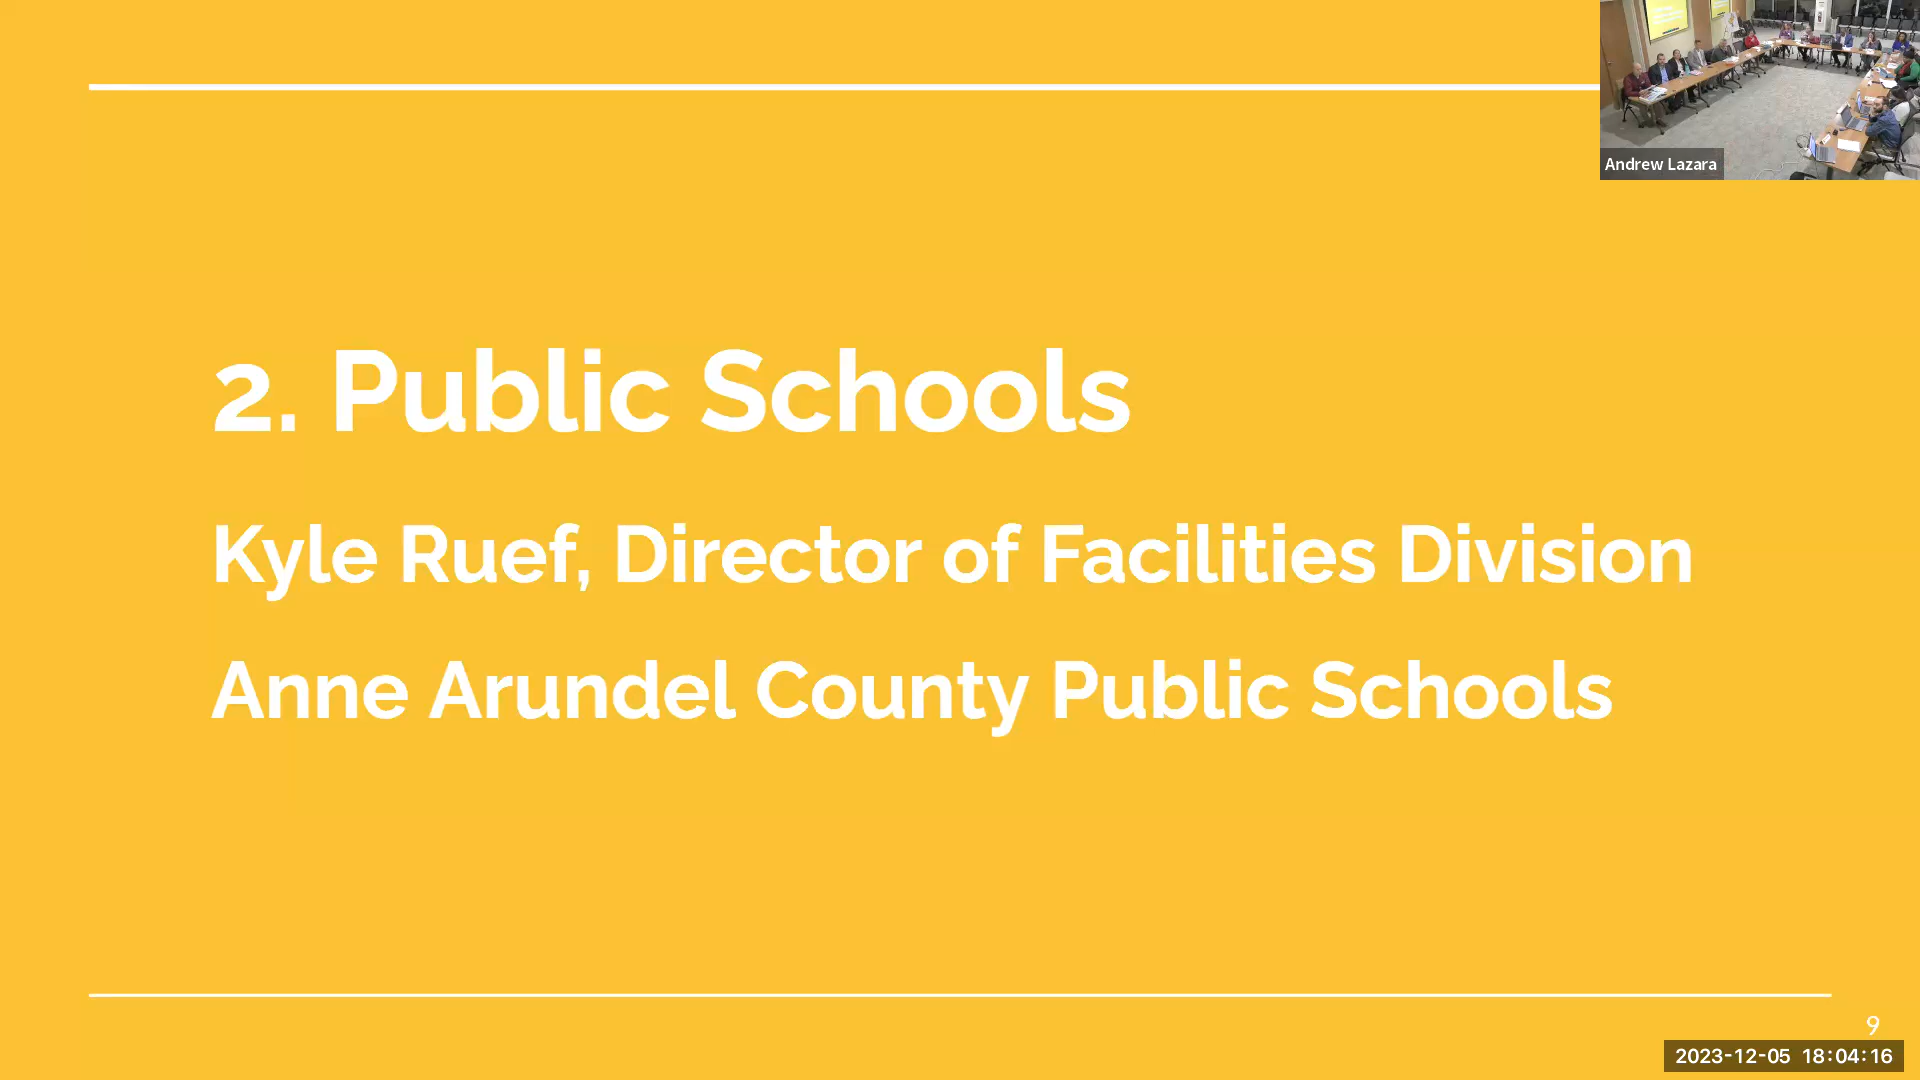 Andrew Lazara
2. Public Schools
Kyle Ruef, Director of Facilities Division
Anne Arundel County Public Schools
9
2023-12-05 18:04:16